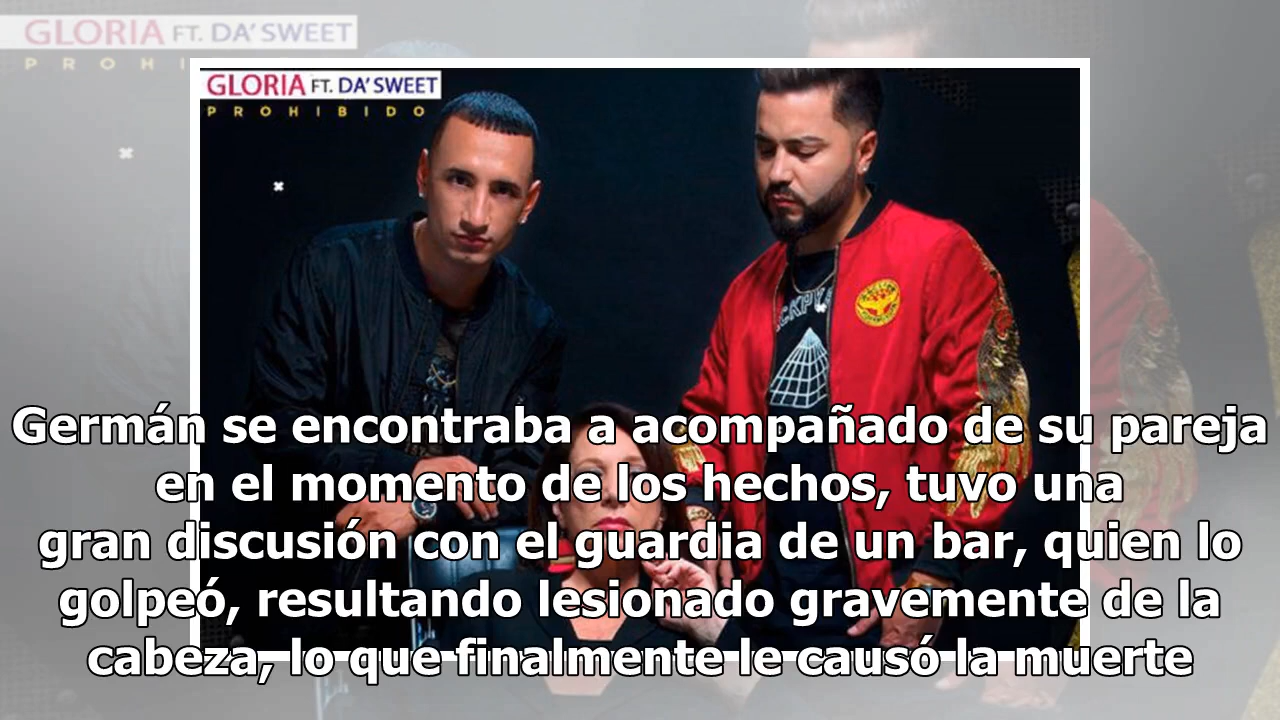 GLORIA FT. DA' SWEET
P R O H I
GLORIA FT. DA' SWEET
PROHIBIDO
Germán se encontraba a acompañado de su pareja
en el momento de los hechos, tuvo una
gran discusión con el guardia de un bar, quien lo
golpeó, resultando lesionado gravemente de la
cabeza, lo que finalmente le causó la muerte